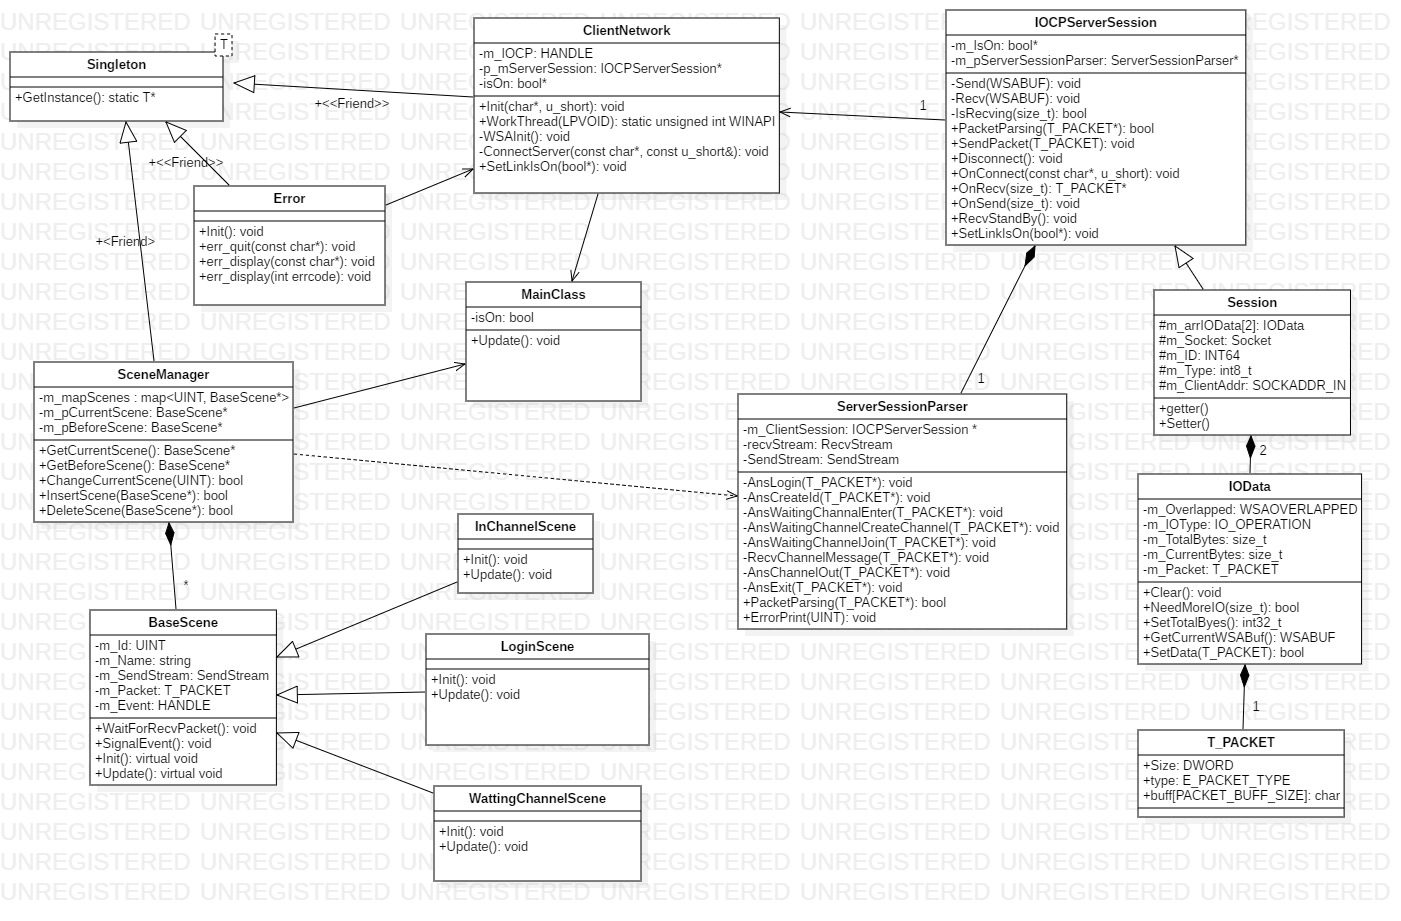 Singleton
T
+GetInstance(): static T*
+<<Friend>>
+<<Friend>>
+<Friend>
ClientNetwork
-m_IOCP: HANDLE
-p_mServerSession: IOCPServerSession*
-isOn: bool*
+Init(char*, u_short): void
+WorkThread(LPVOID): static unsigned int WINAPI
-WSAInit(): void
-ConnectServer(const char*, const u_short&): void
+SetLinkIsOn(bool*): void
1
IOCPServerSession
-m_IsOn: bool*
-m_pServerSessionParser: ServerSessionParser*
-Send(WSABUF): void
-Recv(WSABUF): void
-IsRecving(size_t): bool
+PacketParsing(T_PACKET*): bool
+SendPacket(T_PACKET): void
+Disconnect(): void
+OnConnect(const char*, u_short): void
+OnRecv(size_t): T_PACKET*
+OnSend(size_t): void
+RecvStandBy(): void
+SetLinkIsOn(bool*): void
Error
+Init(): void
+err_quit(const char*): void
+err_display(const char*): void
+err_display(int errcode): void
MainClass
-isOn: bool
+Update(): void
Session
#m_arrIOData[2]: IOData
#m_Socket: Socket
#m_ID: INT64
#m_Type: int8_t
#m_ClientAddr: SOCKADDR_IN
+getter()
+Setter()
2
SceneManager
-m_mapScenes : map<UINT, BaseScene*>
-m_pCurrentScene: BaseScene*
-m_pBeforeScene: BaseScene*
+GetCurrentScene(): BaseScene*
+GetBeforeScene(): BaseScene*
+ChangeCurrentScene(UINT): bool
+InsertScene(BaseScene*): bool
+DeleteScene(BaseScene*): bool
*
1
ServerSessionParser
-m_ClientSession: IOCPServerSession *
-recvStream: RecvStream
-SendStream: SendStream
-AnsLogin(T_PACKET*): void
-AnsCreateId(T_PACKET*): void
-AnsWaitingChannalEnter(T_PACKET*): void
-AnsWaitingChannelCreateChannel(T_PACKET*): void
-AnsWaitingChannelJoin(T_PACKET*): void
-RecvChannelMessage(T_PACKET*): void
-AnsChannelOut(T_PACKET*): void
-AnsExit(T_PACKET*): void
+PacketParsing(T_PACKET*): bool
+ErrorPrint(UINT): void
IOData
-m_Overlapped: WSAOVERLAPPED
-m_IOType: IO_OPERATION
-m_TotalBytes: size_t
-m_CurrentBytes: size_t
-m_Packet: T_PACKET
+Clear(): void
+NeedMoreIO(size_t): bool
+SetTotalByes(): int32_t
+GetCurrentWSABuf(): WSABUF
+SetData(T_PACKET): bool
1
InChannelScene
+Init(): void
+Update(): void
BaseScene
-m_Id: UINT
-m_Name: string
-m_SendStream: SendStream
-m_Packet: T_PACKET
-m_Event: HANDLE
+WaitForRecvPacket(): void
+SignalEvent(): void
+Init(): virtual void
+Update(): virtual void
LoginScene
+Init(): void
+Update(): void
WattingChannelScene
+Init(): void
+Update(): void
T_PACKET
+Size: DWORD
+type: E_PACKET_TYPE
+buff[PACKET_BUFF_SIZE]: char
UNREGISTERED